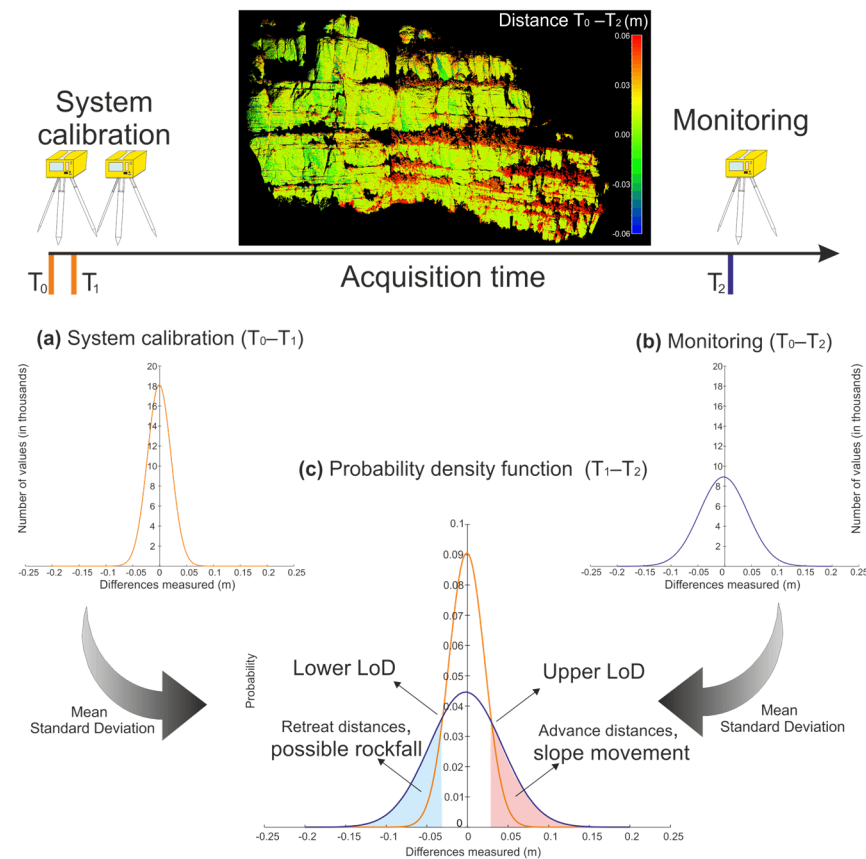 Distance T₀ –T₂ (m)
0.06
0.03
0.00
-0.03
-0.06
System
calibration
Monitoring
T₀
T₁
Acquisition time
T₂
(a) System calibration (T₀–T₁)
(b) Monitoring (T₀–T₂)
Number of values (in thousands)
20
18
16
14
12
10
8
6
4
2
-0.25 -0.2 -0.15 -0.1 -0.05 0 0.05 0.1 0.15 0.2 0.25
Differences measured (m)
Number of values (in thousands)
20
18
16
14
12
10
8
6
4
2
-0.25 -0.2 -0.15 -0.1 -0.05 0 0.05 0.1 0.15 0.2 0.25
Differences measured (m)
(c) Probability density function (T₁–T₂)
Mean
Standard Deviation
Mean
Standard Deviation
Probability
0.1
0.09
0.08
0.07
0.06
0.05
0.04
0.03
0.02
0.01
0
Lower LoD
Upper LoD
Retreat distances,
possible rockfall
Advance distances,
slope movement
-0.25 -0.2 -0.15 -0.1 -0.05 0 0.05 0.1 0.15 0.2 0.25
Differences measured (m)